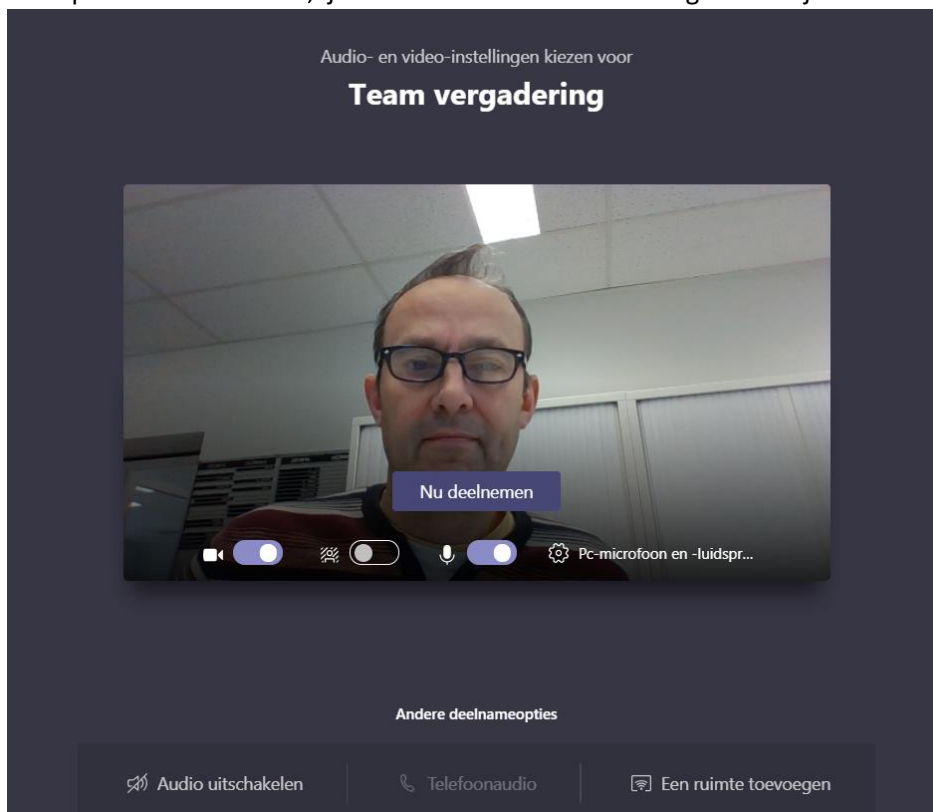 Audio- en video-instellingen kiezen voor
Team vergadering
Nu deelnemen
Pc-microfoon en -luidspr...
Andere deelnameopties
Audio uitschakelen
Telefoonaudio
Een ruimte toevoegen